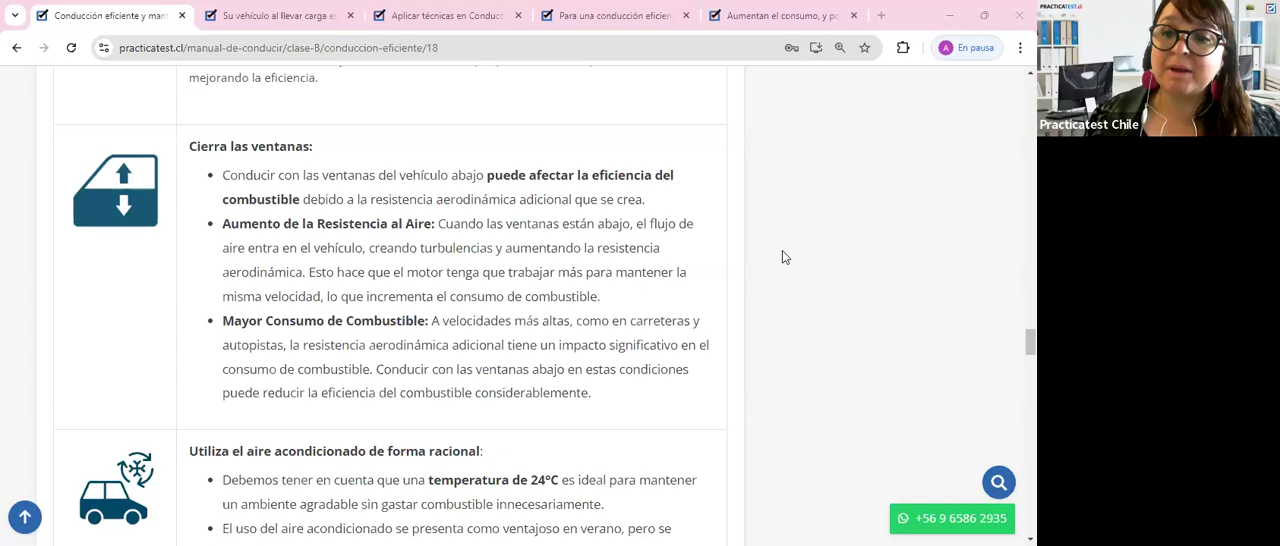 Conducción eficiente y mant
Su vehículo al llevar carga e
Aplicar técnicas en Conducc
Para una conducción eficien
Aumentan el consumo, y po
practicatest.cl/manual-de-conducir/clase-B/conduccion-eficiente/18
A En pausa
PRACTICATEST.cl
mejorando la eficiencia.
Practicatest Chile
Cierra las ventanas:
Conducir con las ventanas del vehículo abajo puede afectar la eficiencia del
combustible debido a la resistencia aerodinámica adicional que se crea.
Aumento de la Resistencia al Aire: Cuando las ventanas están abajo, el flujo de
aire entra en el vehículo, creando turbulencias y aumentando la resistencia
aerodinámica. Esto hace que el motor tenga que trabajar más para mantener la
misma velocidad, lo que incrementa el consumo de combustible.
Mayor Consumo de Combustible: A velocidades más altas, como en carreteras y
autopistas, la resistencia aerodinámica adicional tiene un impacto significativo en el
consumo de combustible. Conducir con las ventanas abajo en estas condiciones
puede reducir la eficiencia del combustible considerablemente.
Utiliza el aire acondicionado de forma racional:
Debemos tener en cuenta que una temperatura de 24°C es ideal para mantener
un ambiente agradable sin gastar combustible innecesariamente.
El uso del aire acondicionado se presenta como ventajoso en verano, pero se
+56 9 6586 2935